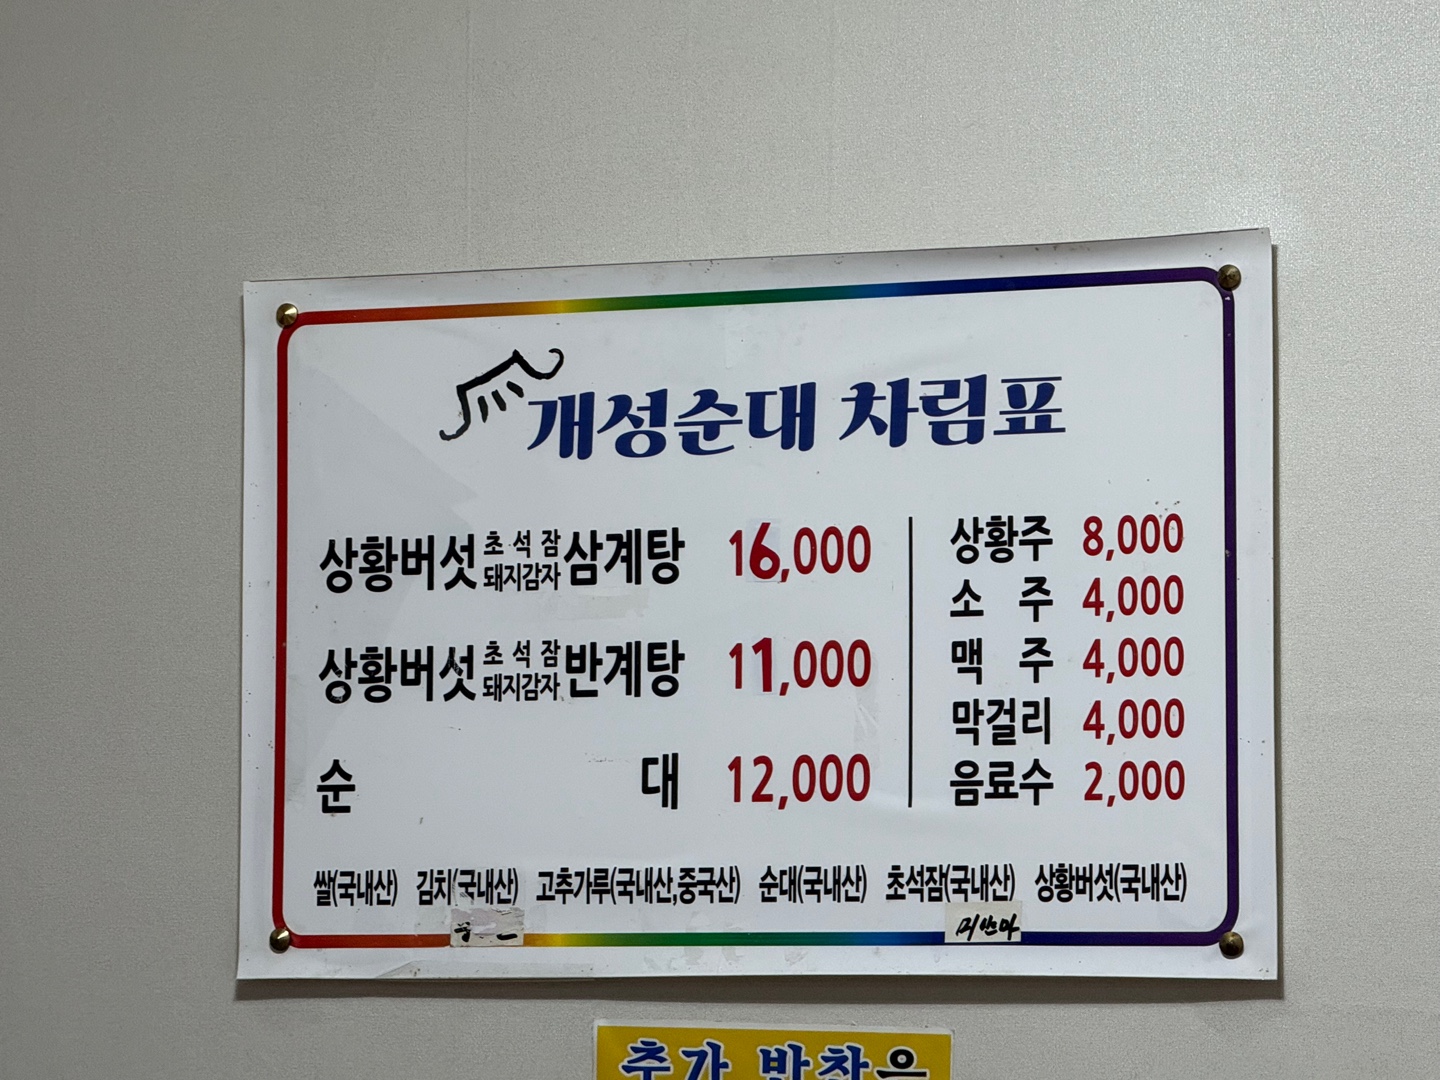 개성순대 차림표
상황버섯 초석잠 돼지감자 삼계탕 16,000
상황버섯 초석잠 돼지감자 반계탕 11,000
순 대 12,000
상황주 8,000
소 주 4,000
맥 주 4,000
막걸리 4,000
음료수 2,000
쌀(국내산) 김치(국내산) 고추가루(국내산,중국산) 순대(국내산) 초석잠(국내산) 상황버섯(국내산)
추가 반찬은